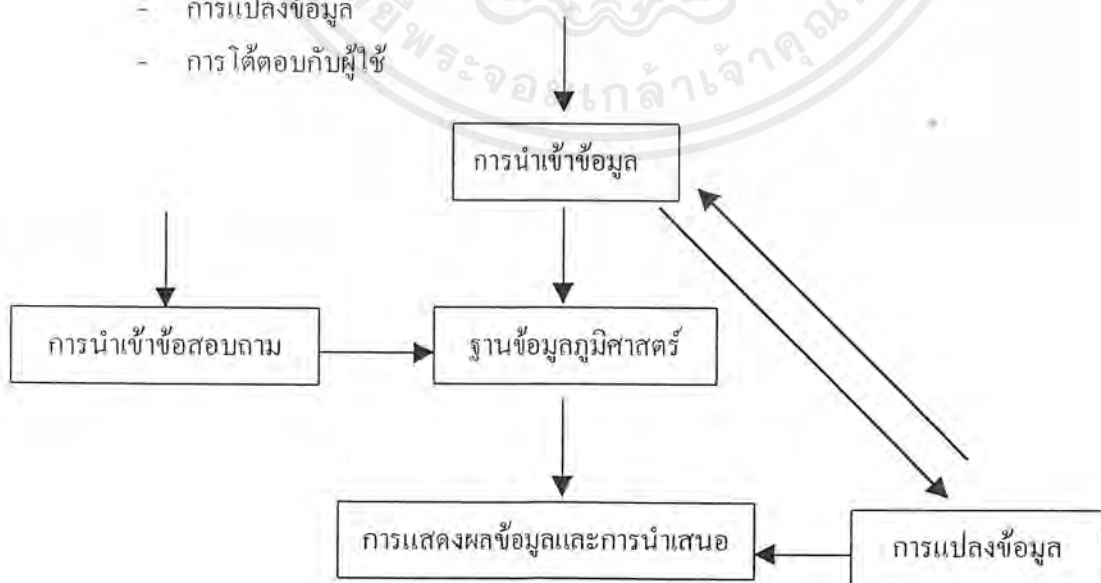 - การแปลงข้อมูล
- การโต้ตอบกับผู้ใช้
การนำเข้าข้อมูล
การนำเข้าข้อสอบถาม
ฐานข้อมูลภูมิศาสตร์
การแสดงผลข้อมูลและการนำเสนอ
การแปลงข้อมูล